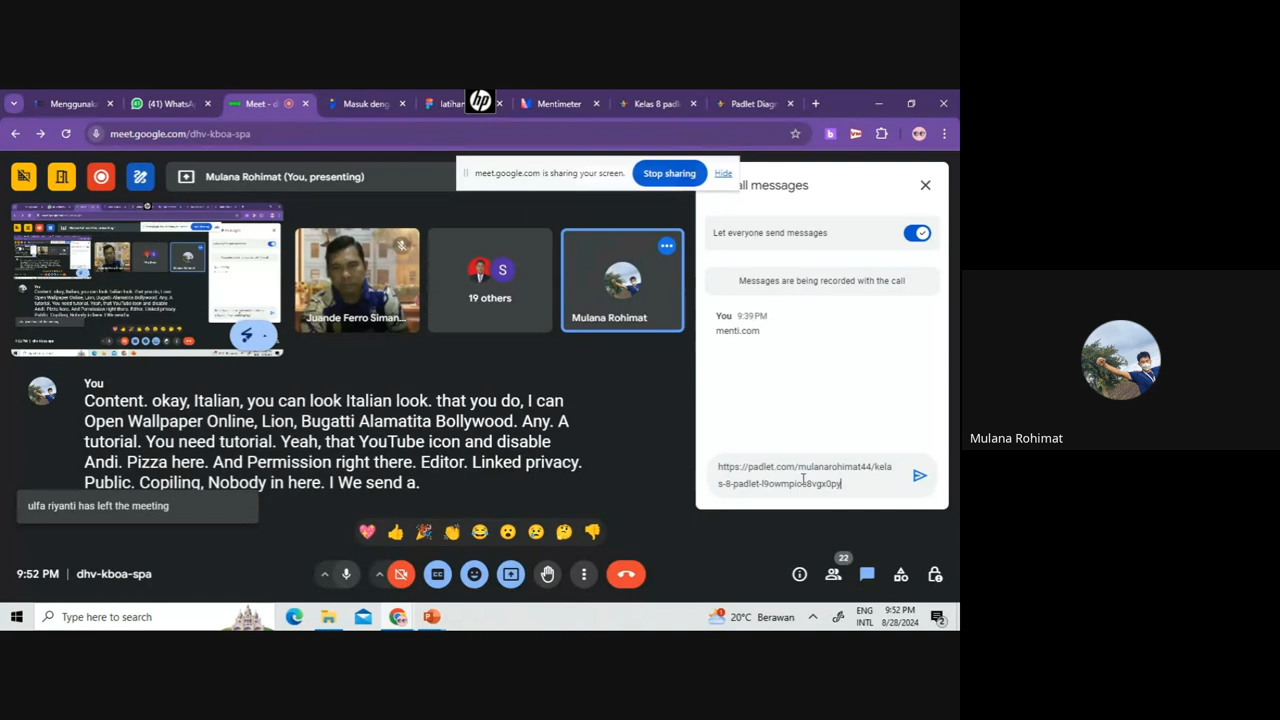 Menggunak
(41) WhatsA
Meet - d
Masuk deng
latihan
hp
Mentimeter
Kelas 8 padl
Padlet Diagr
meet.google.com/dhv-kboa-spa
Mulana Rohimat (You, presenting)
meet.google.com is sharing your screen.
Stop sharing
Hide
all messages
Let everyone send messages
Messages are being recorded with the call
You 9:39 PM
menti.com
Juande Ferro Siman...
S
19 others
Mulana Rohimat
You
Content. okay, Italian, you can look Italian look. that you do, I can
Open Wallpaper Online, Lion, Bugatti Alamatita Bollywood. Any. A
tutorial. You need tutorial. Yeah, that YouTube icon and disable
Andi. Pizza here. And Permission right there. Editor. Linked privacy.
Public. Copiling, Nobody in here. I We send a.
ulfa riyanti has left the meeting
https://padlet.com/mulanarohimat44/kela
9:52 PM | dhv-kboa-spa
CC
22
Type here to search
20°C Berawan
ENG
INTL
9:52 PM
8/28/2024
2
Mulana Rohimat